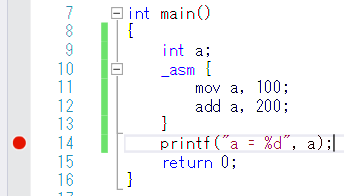 7 int main()
8 {
9 int a;
10 _asm {
11 mov a, 100;
12 add a, 200;
13 }
14 printf("a = %d", a);
15 return 0;
16 }